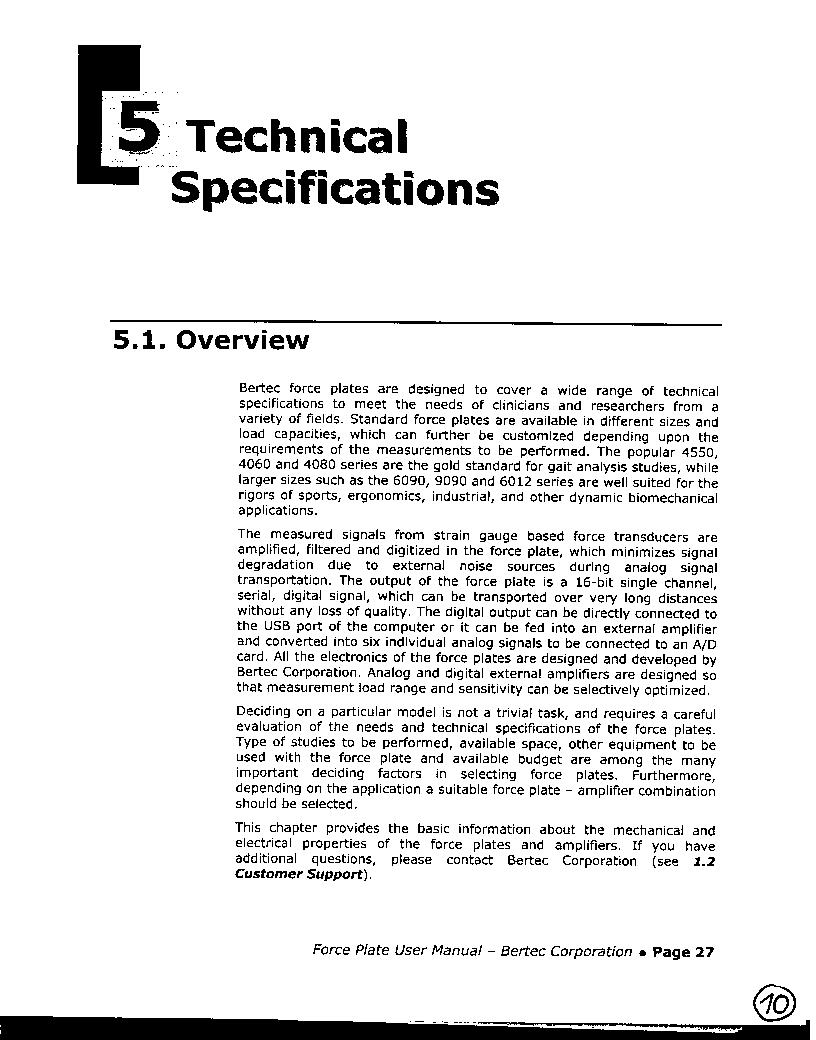 5 Technical
Specifications
5.1. Overview
Bertec force plates are designed to cover a wide range of technical
specifications to meet the needs of clinicians and researchers from a
variety of fields. Standard force plates are available in different sizes and
load capacities, which can further be customized depending upon the
requirements of the measurements to be performed. The popular 4550,
4060 and 4080 series are the gold standard for gait analysis studies, while
larger sizes such as the 6090, 9090 and 6012 series are well suited for the
rigors of sports, ergonomics, industrial, and other dynamic biomechanical
applications.
The measured signals from strain gauge based force transducers are
amplified, filtered and digitized in the force plate, which minimizes signal
degradation due to external noise sources during analog signal
transportation. The output of the force plate is a 16-bit single channel,
serial, digital signal, which can be transported over very long distances
without any loss of quality. The digital output can be directly connected to
the USB port of the computer or it can be fed into an external amplifier
and converted into six individual analog signals to be connected to an A/D
card. All the electronics of the force plates are designed and developed by
Bertec Corporation. Analog and digital external amplifiers are designed so
that measurement load range and sensitivity can be selectively optimized.
Deciding on a particular model is not a trivial task, and requires a careful
evaluation of the needs and technical specifications of the force plates.
Type of studies to be performed, available space, other equipment to be
used with the force plate and available budget are among the many
important deciding factors in selecting force plates. Furthermore,
depending on the application a suitable force plate – amplifier combination
should be selected.
This chapter provides the basic information about the mechanical and
electrical properties of the force plates and amplifiers. If you have
additional questions, please contact Bertec Corporation (see 1.2
Customer Support).
Force Plate User Manual – Bertec Corporation • Page 27
10